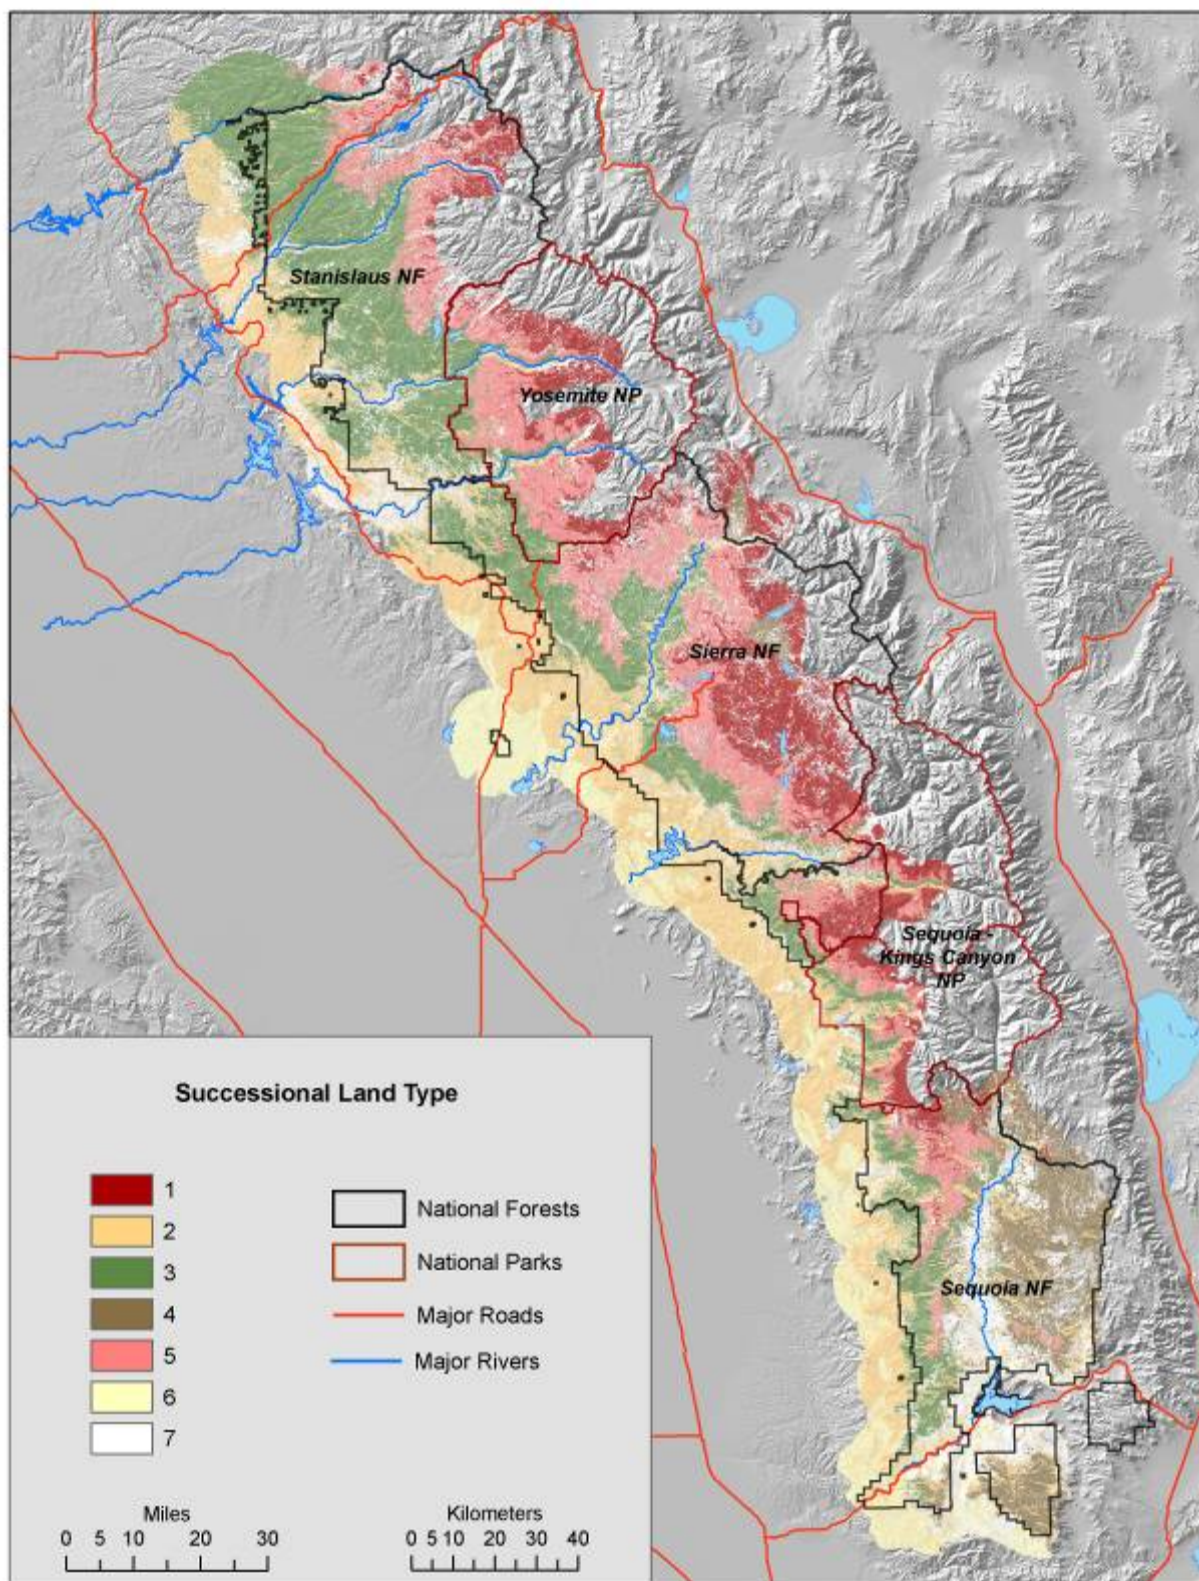 Stanislaus NF
Yosemite NP
Sierra NF
Sequoia -
Kings Canyon
NP
Sequoia NF
Successional Land Type
1
2
3
4
5
6
7
National Forests
National Parks
Major Roads
Major Rivers
Miles
0 5 10 20 30
Kilometers
0 5 10 20 30 40